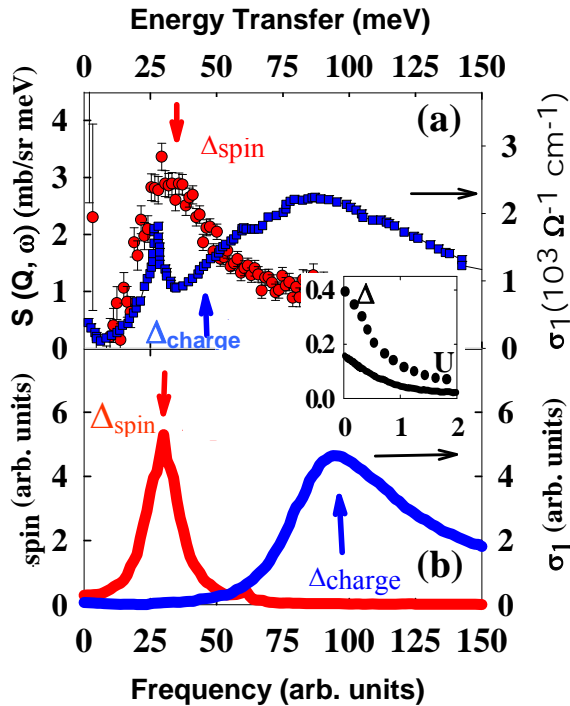 Energy Transfer (meV)
0 25 50 75 100 125 150
S (Q, ω) (mb/sr meV)
4
3
2
1
0
(a)
Δspin
Δcharge
3
2
1
0
σ1(10³ Ω⁻¹ cm⁻¹)
0.4
0.2
0.0
Δ
U
0 1 2
spin (arb. units)
6
4
2
0
Δspin
Δcharge
(b)
6
4
2
0
σ1 (arb. units)
0 25 50 75 100 125 150
Frequency (arb. units)